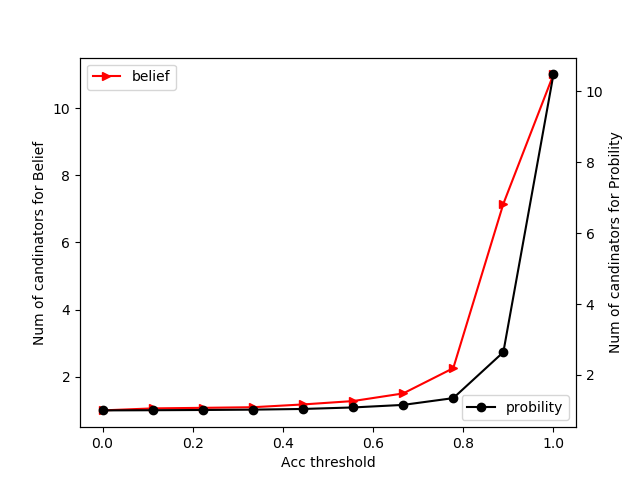 belief
10
8
6
4
2
Num of candinators for Belief
10
8
6
4
2
Num of candinators for Probility
probility
0.0 0.2 0.4 0.6 0.8 1.0
Acc threshold